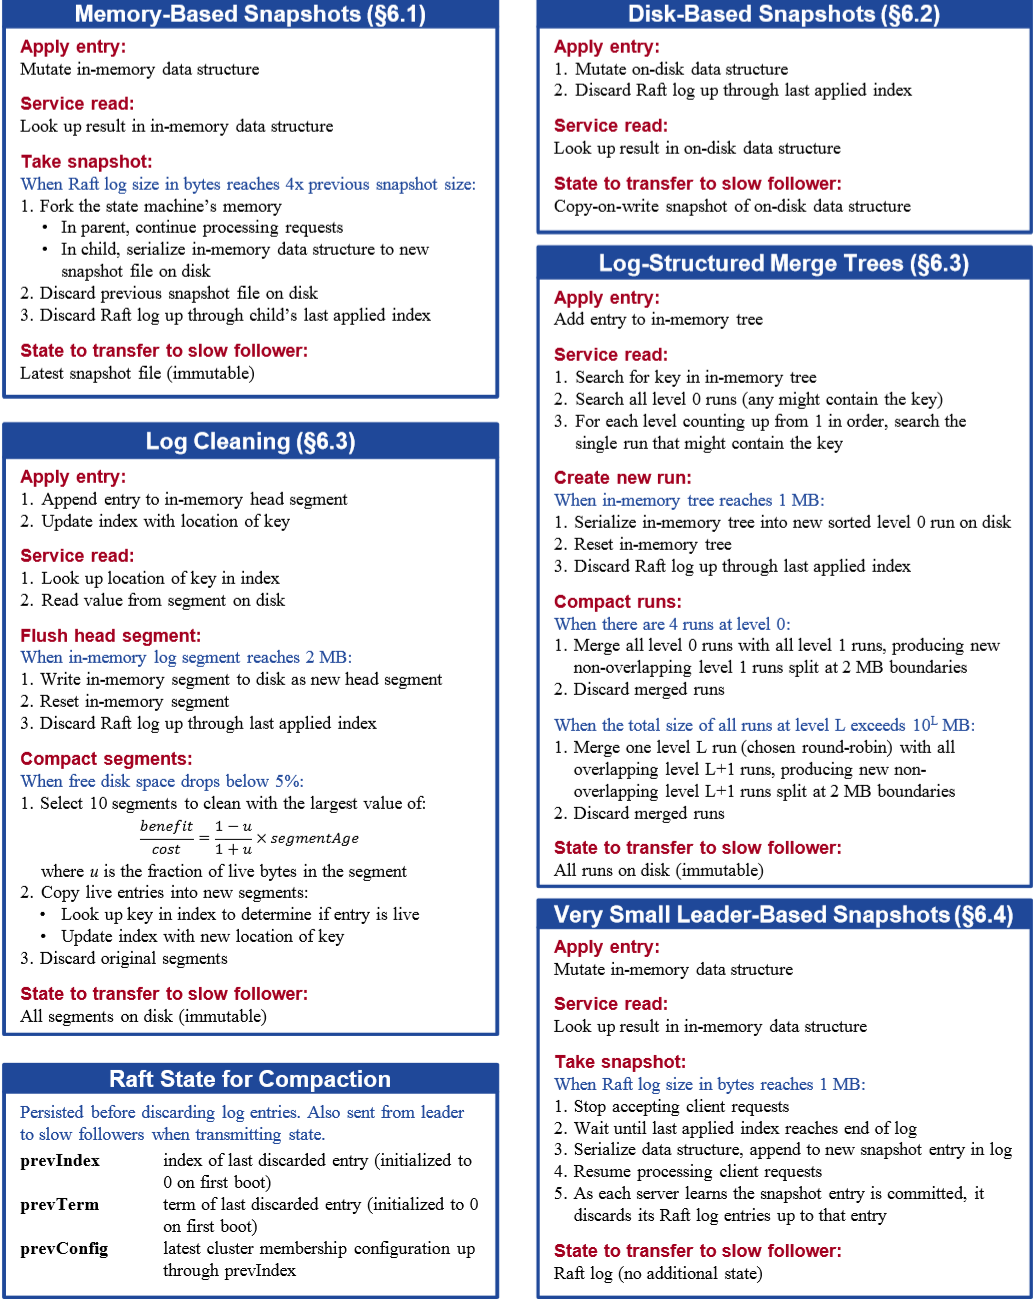 Memory-Based Snapshots (§6.1)
Apply entry:
Mutate in-memory data structure
Service read:
Look up result in in-memory data structure
Take snapshot:
When Raft log size in bytes reaches 4x previous snapshot size:
1. Fork the state machine's memory
• In parent, continue processing requests
• In child, serialize in-memory data structure to new
snapshot file on disk
2. Discard previous snapshot file on disk
3. Discard Raft log up through child's last applied index
State to transfer to slow follower:
Latest snapshot file (immutable)
Log Cleaning (§6.3)
Apply entry:
1. Append entry to in-memory head segment
2. Update index with location of key
Service read:
1. Look up location of key in index
2. Read value from segment on disk
Flush head segment:
When in-memory log segment reaches 2 MB:
1. Write in-memory segment to disk as new head segment
2. Reset in-memory segment
3. Discard Raft log up through last applied index
Compact segments:
When free disk space drops below 5%:
1. Select 10 segments to clean with the largest value of:
benefit/cost = (1 − u)/(1 + u) × segmentAge
where u is the fraction of live bytes in the segment
2. Copy live entries into new segments:
• Look up key in index to determine if entry is live
• Update index with new location of key
3. Discard original segments
State to transfer to slow follower:
All segments on disk (immutable)
Raft State for Compaction
Persisted before discarding log entries. Also sent from leader
to slow followers when transmitting state.
prevIndex index of last discarded entry (initialized to
0 on first boot)
prevTerm term of last discarded entry (initialized to 0
on first boot)
prevConfig latest cluster membership configuration up
through prevIndex
Disk-Based Snapshots (§6.2)
Apply entry:
1. Mutate on-disk data structure
2. Discard Raft log up through last applied index
Service read:
Look up result in on-disk data structure
State to transfer to slow follower:
Copy-on-write snapshot of on-disk data structure
Log-Structured Merge Trees (§6.3)
Apply entry:
Add entry to in-memory tree
Service read:
1. Search for key in in-memory tree
2. Search all level 0 runs (any might contain the key)
3. For each level counting up from 1 in order, search the
single run that might contain the key
Create new run:
When in-memory tree reaches 1 MB:
1. Serialize in-memory tree into new sorted level 0 run on disk
2. Reset in-memory tree
3. Discard Raft log up through last applied index
Compact runs:
When there are 4 runs at level 0:
1. Merge all level 0 runs with all level 1 runs, producing new
non-overlapping level 1 runs split at 2 MB boundaries
2. Discard merged runs
When the total size of all runs at level L exceeds 10^L MB:
1. Merge one level L run (chosen round-robin) with all
overlapping level L+1 runs, producing new non-
overlapping level L+1 runs split at 2 MB boundaries
2. Discard merged runs
State to transfer to slow follower:
All runs on disk (immutable)
Very Small Leader-Based Snapshots (§6.4)
Apply entry:
Mutate in-memory data structure
Service read:
Look up result in in-memory data structure
Take snapshot:
When Raft log size in bytes reaches 1 MB:
1. Stop accepting client requests
2. Wait until last applied index reaches end of log
3. Serialize data structure, append to new snapshot entry in log
4. Resume processing client requests
5. As each server learns the snapshot entry is committed, it
discards its Raft log entries up to that entry
State to transfer to slow follower:
Raft log (no additional state)